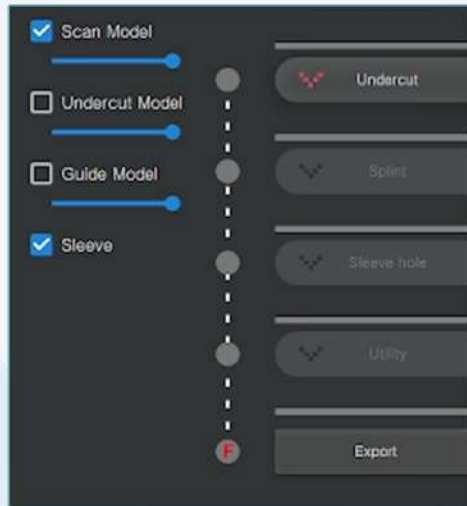 Scan Model
Undercut Model
Guide Model
Sleeve
Undercut
Splint
Sleeve hole
Utility
F
Export